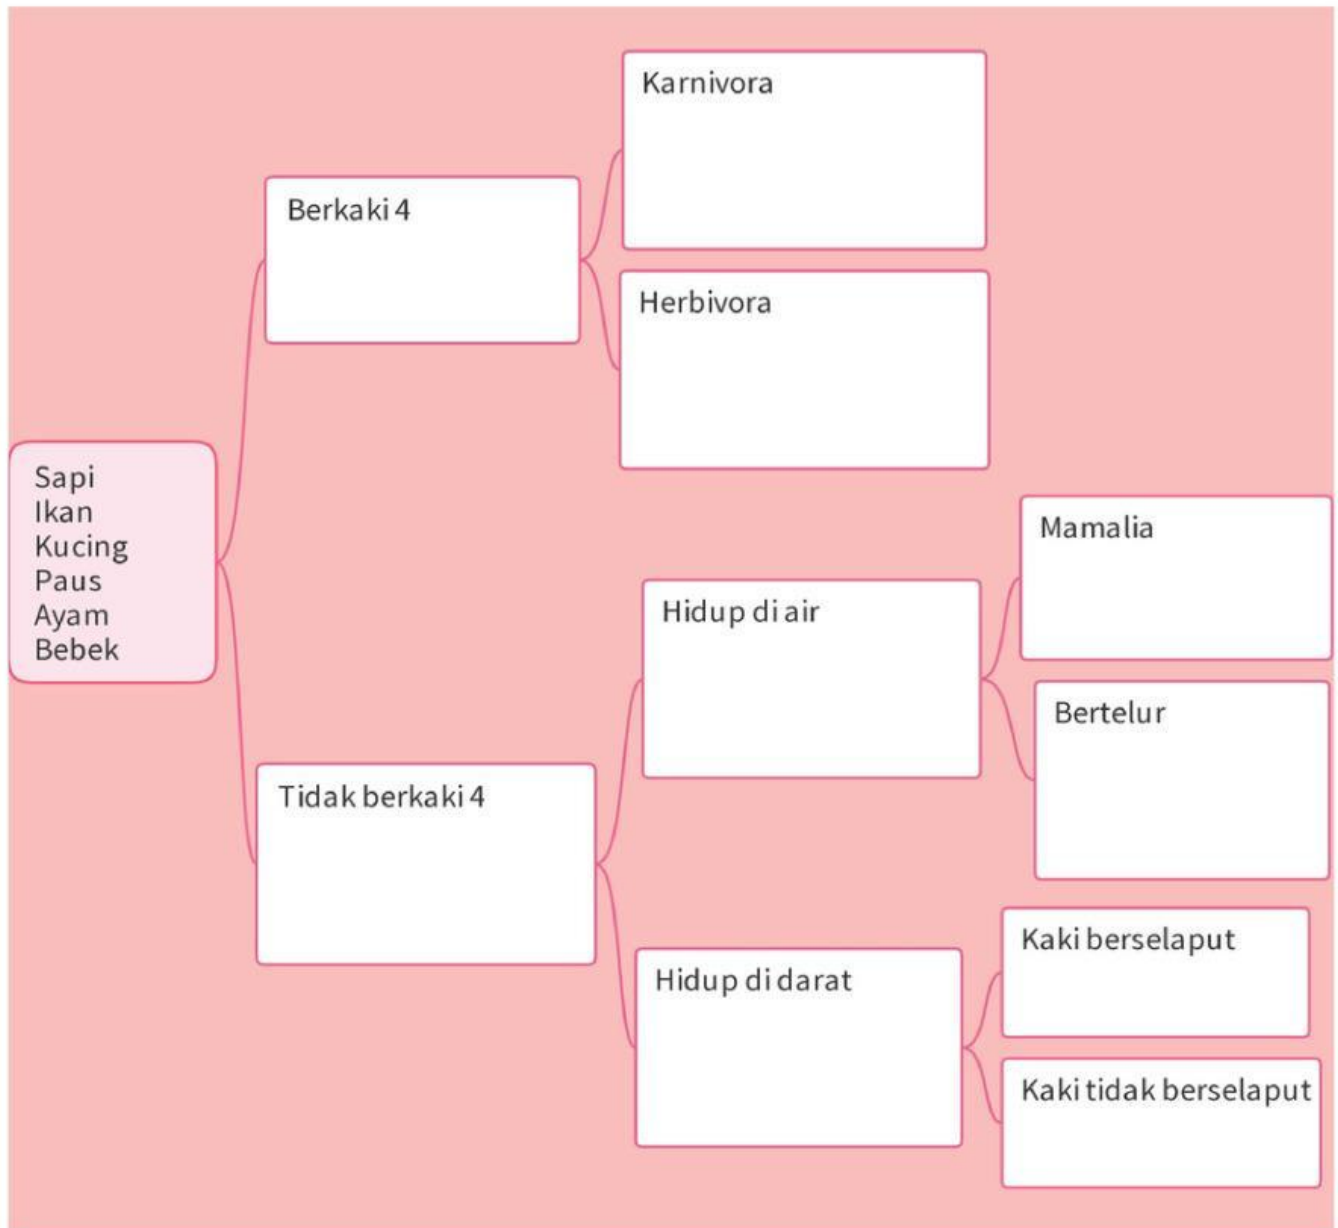 Sapi
Ikan
Kucing
Paus
Ayam
Bebek
Berkaki 4
Karnivora
Herbivora
Tidak berkaki 4
Hidup di air
Mamalia
Bertelur
Hidup di darat
Kaki berselaput
Kaki tidak berselaput